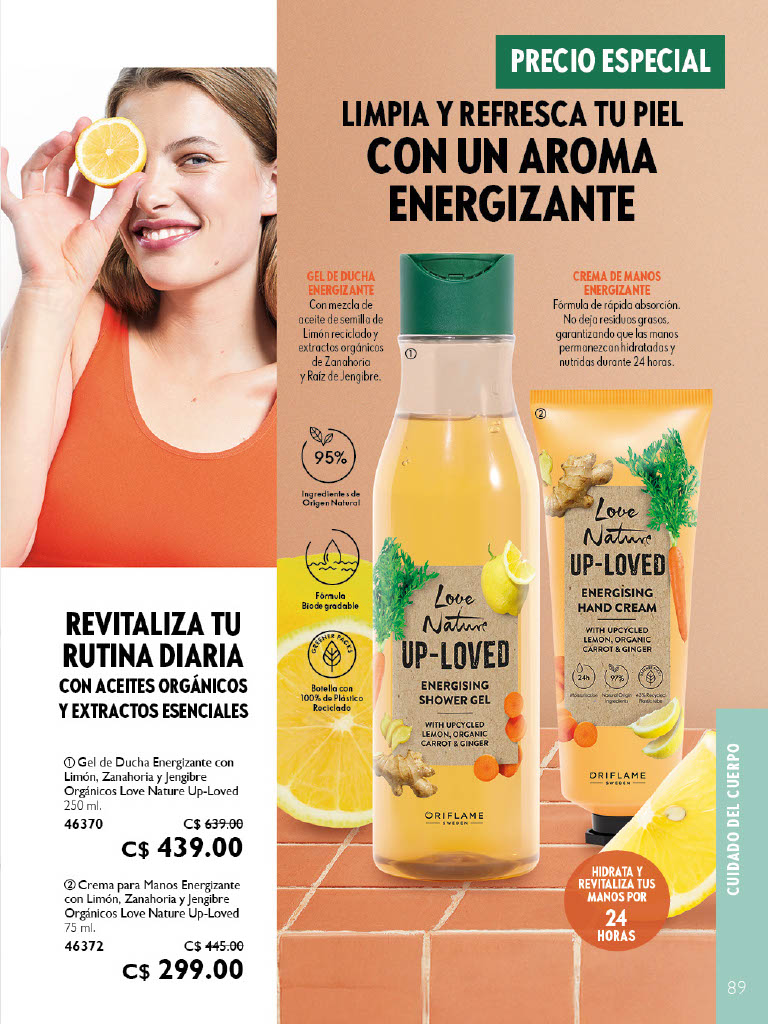 PRECIO ESPECIAL
LIMPIA Y REFRESCA TU PIEL
CON UN AROMA
ENERGIZANTE
GEL DE DUCHA
ENERGIZANTE
Con mezcla de
aceite de semilla de
Limón reciclado y
extractos orgánicos
de Zanahoria
y Raíz de Jengibre.
CREMA DE MANOS
ENERGIZANTE
Fórmula de rápida absorción.
No deja residuos grasos,
garantizando que las manos
permanezcan hidratadas y
nutridas durante 24 horas.
①
②
95%
Ingredientes de
Origen Natural
Fórmula
Biodegradable
GREENER PACKS
Botella con
100% de Plástico
Reciclado
Love
Nature
UP-LOVED
ENERGISING
SHOWER GEL
WITH UPCYCLED
LEMON, ORGANIC
CARROT & GINGER
ORIFLAME
SWEDEN
Love
Nature
UP-LOVED
ENERGISING
HAND CREAM
WITH UPCYCLED
LEMON, ORGANIC
CARROT & GINGER
24h
97%
Natural Origin
Ingredients
ORIFLAME
SWEDEN
HIDRATA Y
REVITALIZA TUS
MANOS POR
24
HORAS
REVITALIZA TU
RUTINA DIARIA
CON ACEITES ORGÁNICOS
Y EXTRACTOS ESENCIALES
① Gel de Ducha Energizante con
Limón, Zanahoria y Jengibre
Orgánicos Love Nature Up-Loved
250 ml.
46370 C$ 639.00
C$ 439.00
② Crema para Manos Energizante
con Limón, Zanahoria y Jengibre
Orgánicos Love Nature Up-Loved
75 ml.
46372 C$ 445.00
C$ 299.00
CUIDADO DEL CUERPO
89